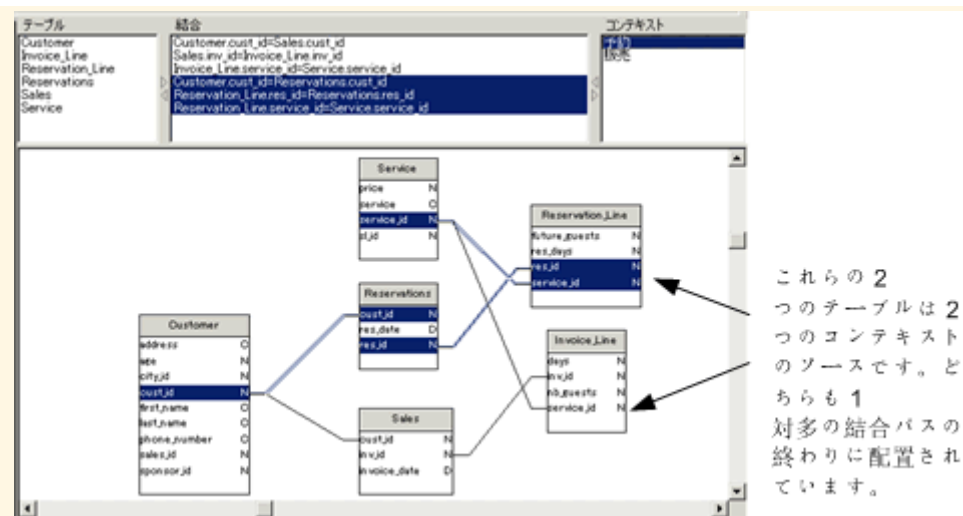 テーブル
結合
コンテキスト
Customer
Invoice_Line
Reservation_Line
Reservations
Sales
Service
Customer.cust_id=Sales.cust_id
Sales.inv_id=Invoice_Line.inv_id
Invoice_Line.service_id=Service.service_id
Customer.cust_id=Reservations.cust_id
Reservation_Line.res_id=Reservations.res_id
Reservation_Line.service_id=Service.service_id
予約
販売
Service
price N
service C
service_id N
sl_id N
Reservation_Line
future_guests N
res_days N
res_id N
service_id N
Reservations
cust_id N
res_date D
res_id N
Customer
address C
age N
city_id N
cust_id N
first_name C
last_name C
phone_number C
sales_id N
sponsor_id N
Invoice_Line
days N
inv_id N
nb_guests N
service_id N
Sales
cust_id N
inv_id N
invoice_date D
これらの 2
つのテーブルは 2
つのコンテキスト
のソースです。ど
ちらも 1
対多の結合パスの
終わりに配置され
ています。